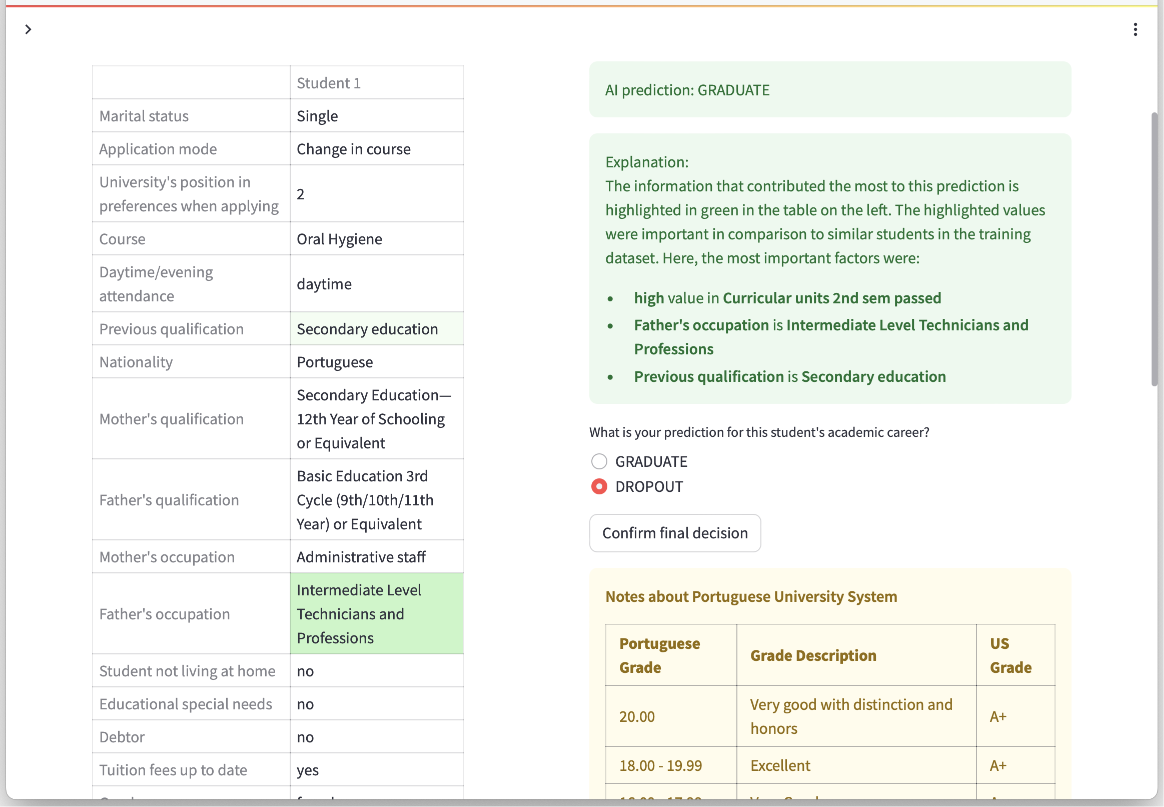 Student 1
Marital status
Single
Application mode
Change in course
University's position in
preferences when applying
2
Course
Oral Hygiene
Daytime/evening
attendance
daytime
Previous qualification
Secondary education
Nationality
Portuguese
Mother's qualification
Secondary Education—
12th Year of Schooling
or Equivalent
Father's qualification
Basic Education 3rd
Cycle (9th/10th/11th
Year) or Equivalent
Mother's occupation
Administrative staff
Father's occupation
Intermediate Level
Technicians and
Professions
Student not living at home
no
Educational special needs
no
Debtor
no
Tuition fees up to date
yes
AI prediction: GRADUATE
Explanation:
The information that contributed the most to this prediction is
highlighted in green in the table on the left. The highlighted values
were important in comparison to similar students in the training
dataset. Here, the most important factors were:
• high value in Curricular units 2nd sem passed
• Father's occupation is Intermediate Level Technicians and
Professions
• Previous qualification is Secondary education
What is your prediction for this student's academic career?
GRADUATE
DROPOUT
Confirm final decision
Notes about Portuguese University System
Portuguese
Grade
Grade Description
US
Grade
20.00
Very good with distinction and
honors
A+
18.00 - 19.99
Excellent
A+